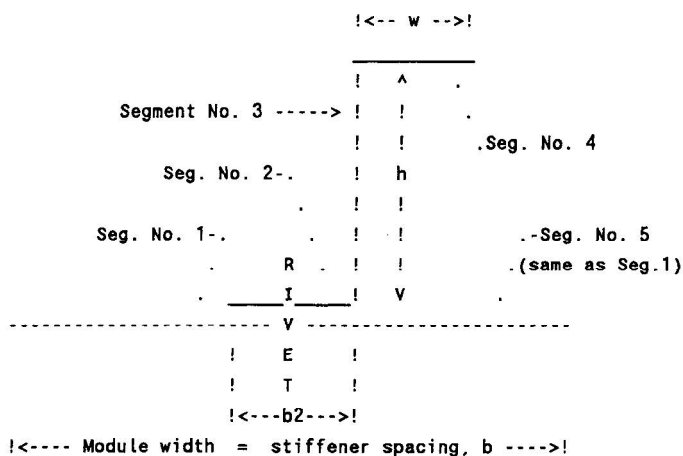 !<-- w -->!
! ^ .
Segment No. 3 -----> ! ! .
! ! .Seg. No. 4
Seg. No. 2-. ! h
. ! !
Seg. No. 1-. . ! ! .-Seg. No. 5
. R . ! ! .(same as Seg.1)
. ____I____! V .
----------------------- V -----------------------
! E !
! T !
!<---b2--->!
!<---- Module width = stiffener spacing, b ---->!